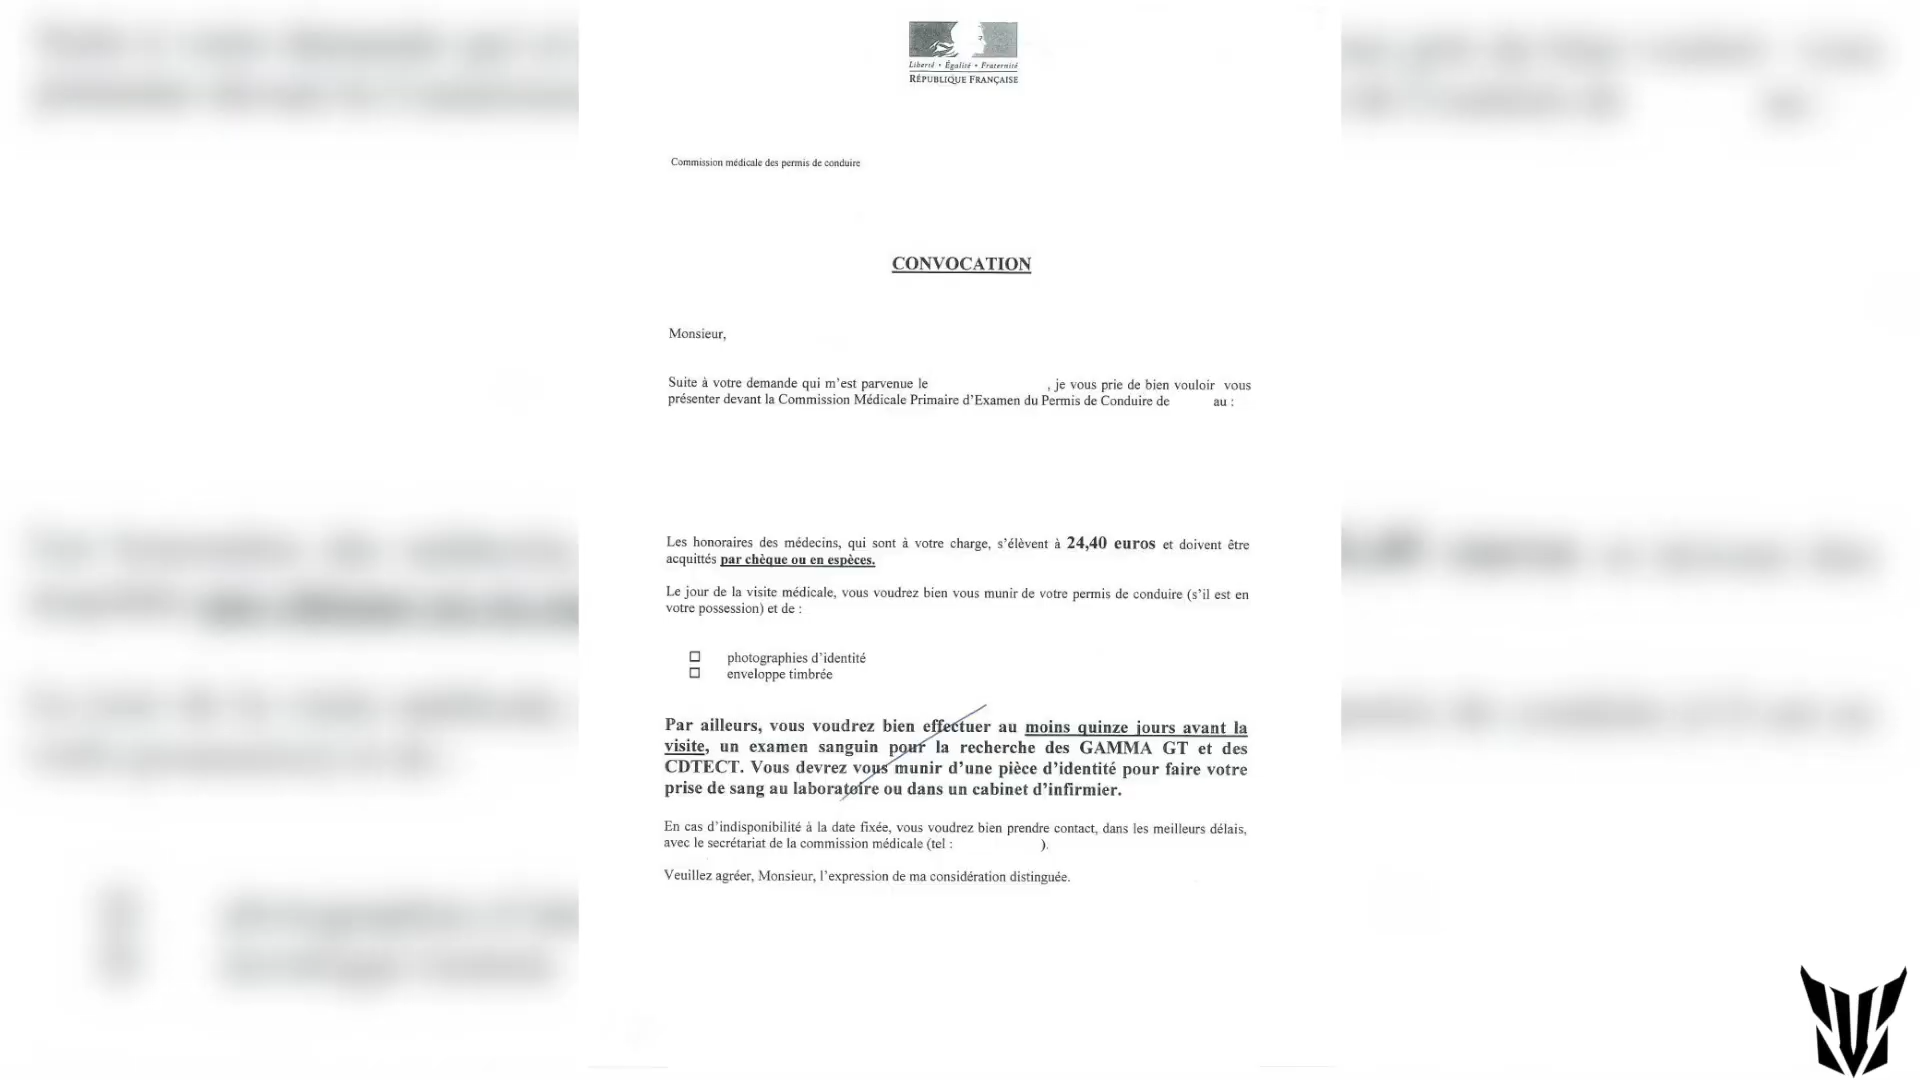 Liberté • Égalité • Fraternité
RÉPUBLIQUE FRANÇAISE
Commission médicale des permis de conduire
CONVOCATION
Monsieur,
Suite à votre demande qui m’est parvenue le , je vous prie de bien vouloir vous
présenter devant la Commission Médicale Primaire d’Examen du Permis de Conduire de au :
Les honoraires des médecins, qui sont à votre charge, s’élèvent à 24,40 euros et doivent être
acquittés par chèque ou en espèces.
Le jour de la visite médicale, vous voudrez bien vous munir de votre permis de conduire (s’il est en
votre possession) et de :
photographies d’identité
enveloppe timbrée
Par ailleurs, vous voudrez bien effectuer au moins quinze jours avant la
visite, un examen sanguin pour la recherche des GAMMA GT et des
CDTECT. Vous devrez vous munir d’une pièce d’identité pour faire votre
prise de sang au laboratoire ou dans un cabinet d’infirmier.
En cas d’indisponibilité à la date fixée, vous voudrez bien prendre contact, dans les meilleurs délais,
avec le secrétariat de la commission médicale (tel : ).
Veuillez agréer, Monsieur, l’expression de ma considération distinguée.